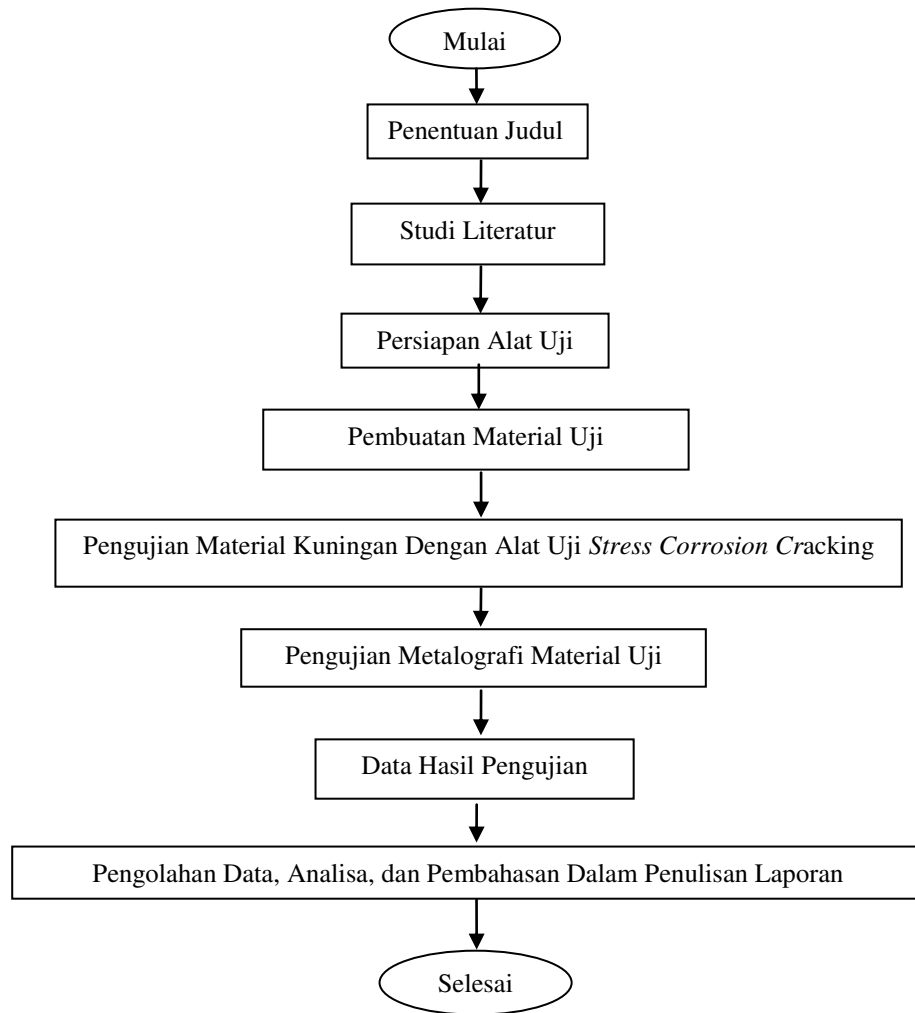 Mulai
Penentuan Judul
Studi Literatur
Persiapan Alat Uji
Pembuatan Material Uji
Pengujian Material Kuningan Dengan Alat Uji Stress Corrosion Cracking
Pengujian Metalografi Material Uji
Data Hasil Pengujian
Pengolahan Data, Analisa, dan Pembahasan Dalam Penulisan Laporan
Selesai